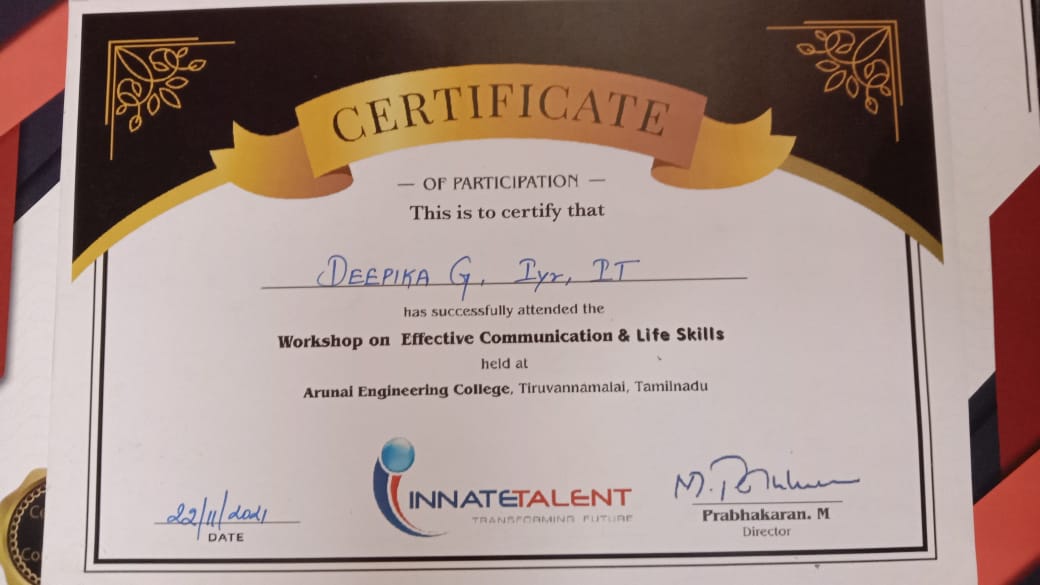 CERTIFICATE
— OF PARTICIPATION —
This is to certify that
DEEPIKA G, Iyr, IT
has successfully attended the
Workshop on Effective Communication & Life Skills
held at
Arunai Engineering College, Tiruvannamalai, Tamilnadu
INNATETALENT
TRANSFORMING FUTURE
22/11/2021
DATE
Prabhakaran. M
Director